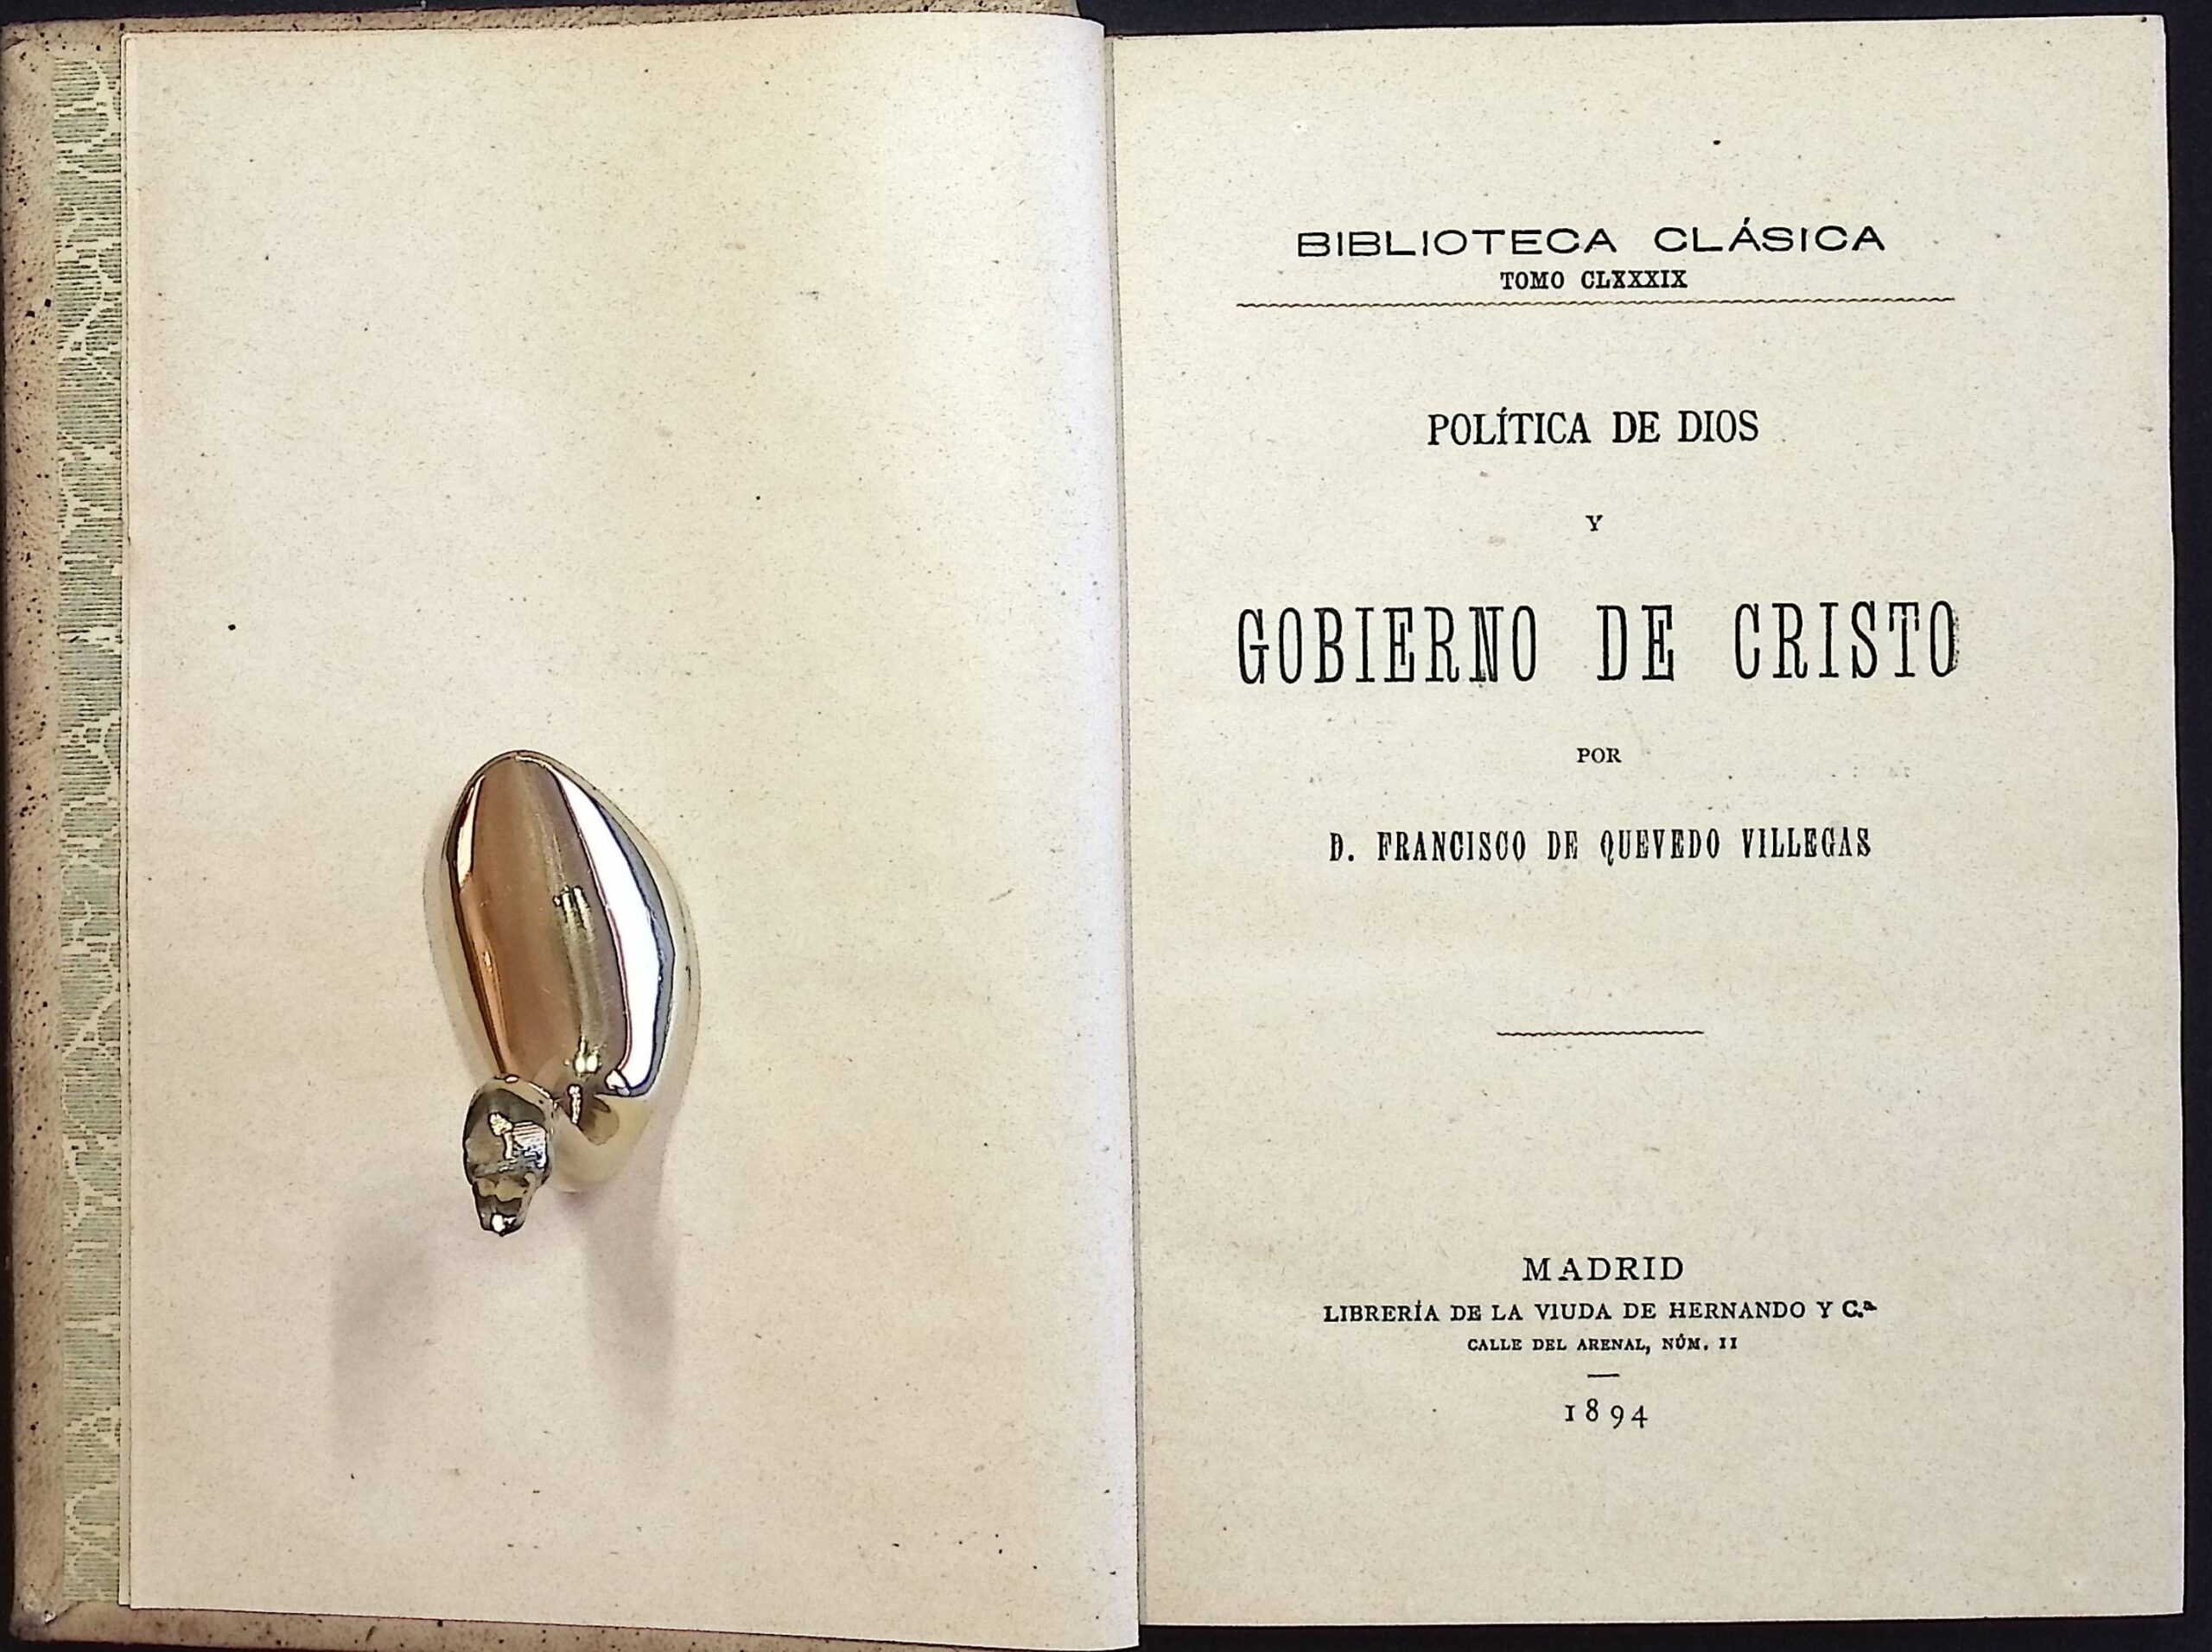 BIBLIOTECA CLÁSICA
TOMO CLXXXIX
POLÍTICA DE DIOS
Y
GOBIERNO DE CRISTO
POR
D. FRANCISCO DE QUEVEDO VILLEGAS
MADRID
LIBRERÍA DE LA VIUDA DE HERNANDO Y C.ª
CALLE DEL ARENAL, NÚM. 11
1894